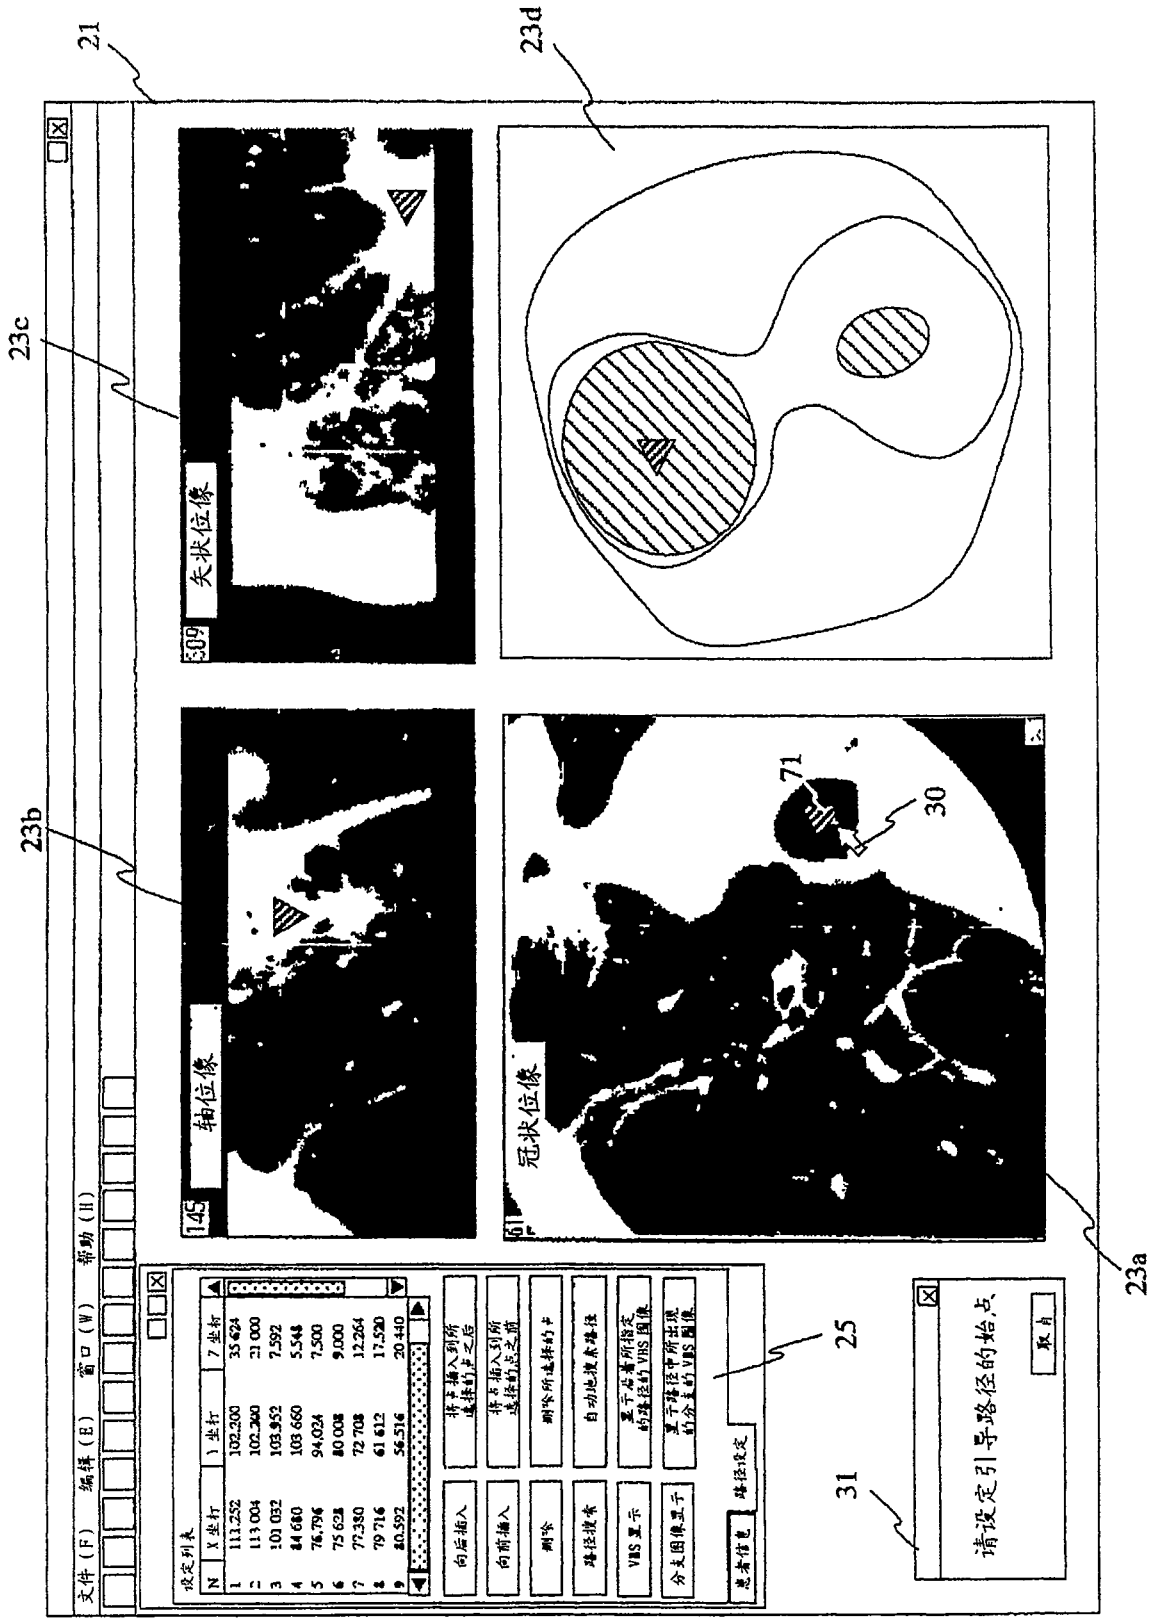 21
文件(F) 编辑(E) 窗口(W) 帮助(H)
23b
23c
23d
设定列表
N X坐标 Y坐标 Z坐标
1 111.252 102.200 35.624
2 113.004 102.200 21.000
3 101.032 103.952 7.592
4 84.680 103.660 5.548
5 76.796 94.024 7.500
6 75.628 80.008 9.000
7 77.380 72.708 12.264
8 79.716 61.612 17.520
9 80.592 56.516 20.440
向后插入 将点插入到所选择的点之后
向前插入 将点插入到所选择的点之前
删除 删除所选择的点
路径搜索 自动地搜索路径
VBS显示 显示沿着所指定的路径的VBS图像
分支图像显示 显示路径中所出现的分支的VBS图像
患者信息 路径设定
25
145
轴位像
309
矢状位像
61
冠状位像
71
30
23a
31
请设定引导路径的始点
取消